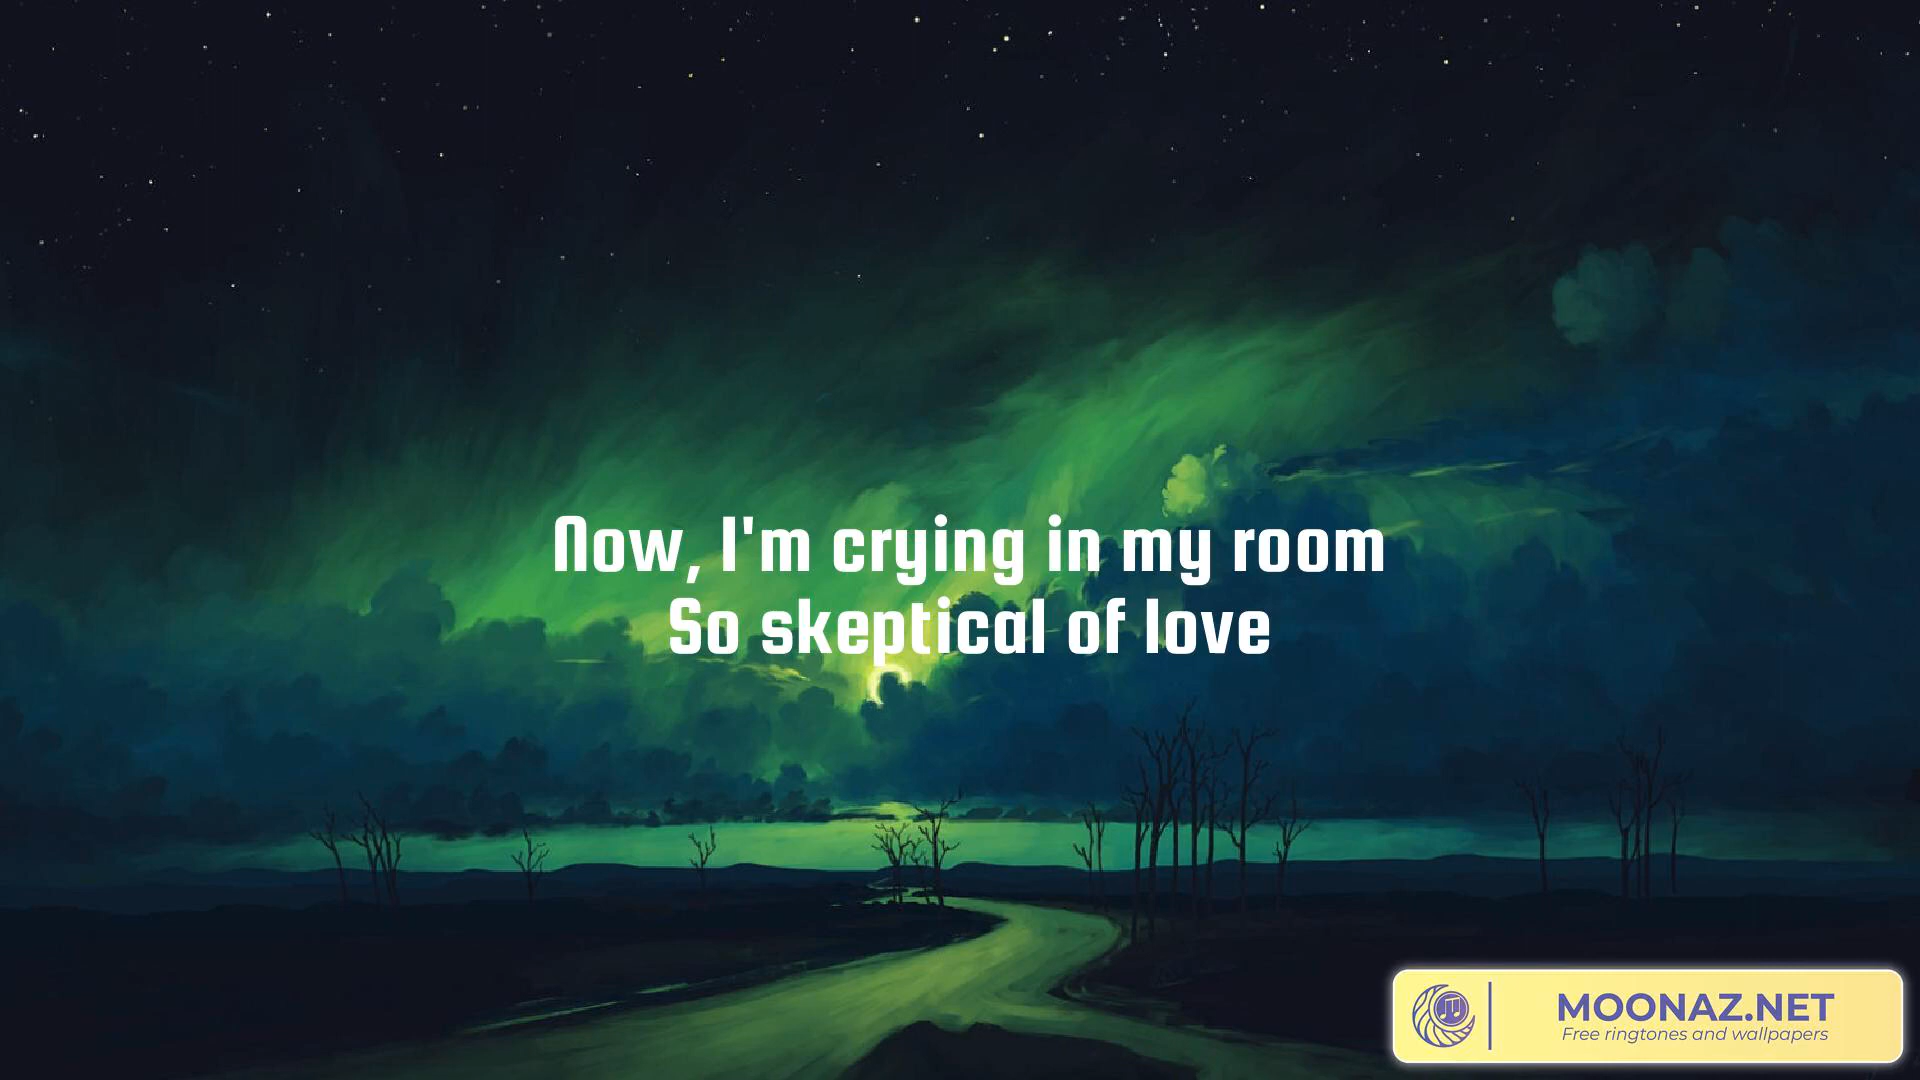 Now, I'm crying in my room
So skeptical of love
MOONAZ.NET
Free ringtones and wallpapers